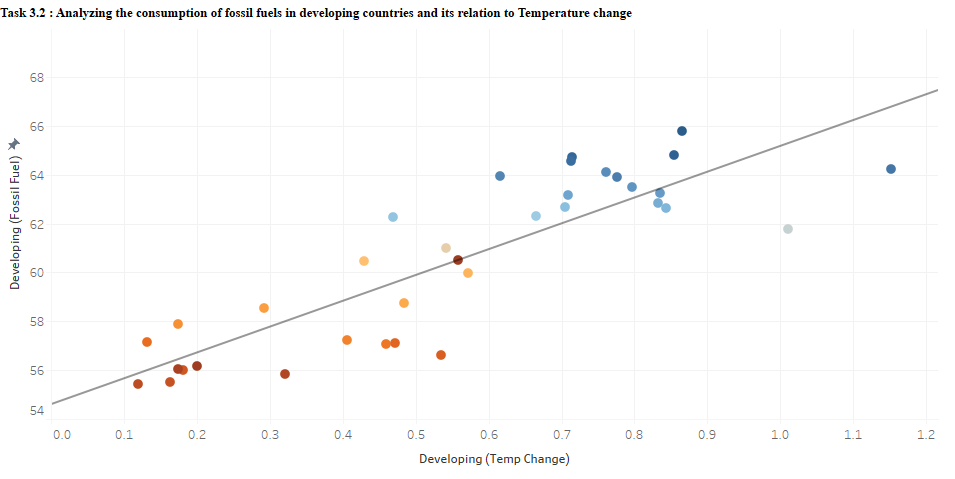 Task 3.2 : Analyzing the consumption of fossil fuels in developing countries and its relation to Temperature change
68
66
64
62
60
58
56
54
Developing (Fossil Fuel)
0.0 0.1 0.2 0.3 0.4 0.5 0.6 0.7 0.8 0.9 1.0 1.1 1.2
Developing (Temp Change)